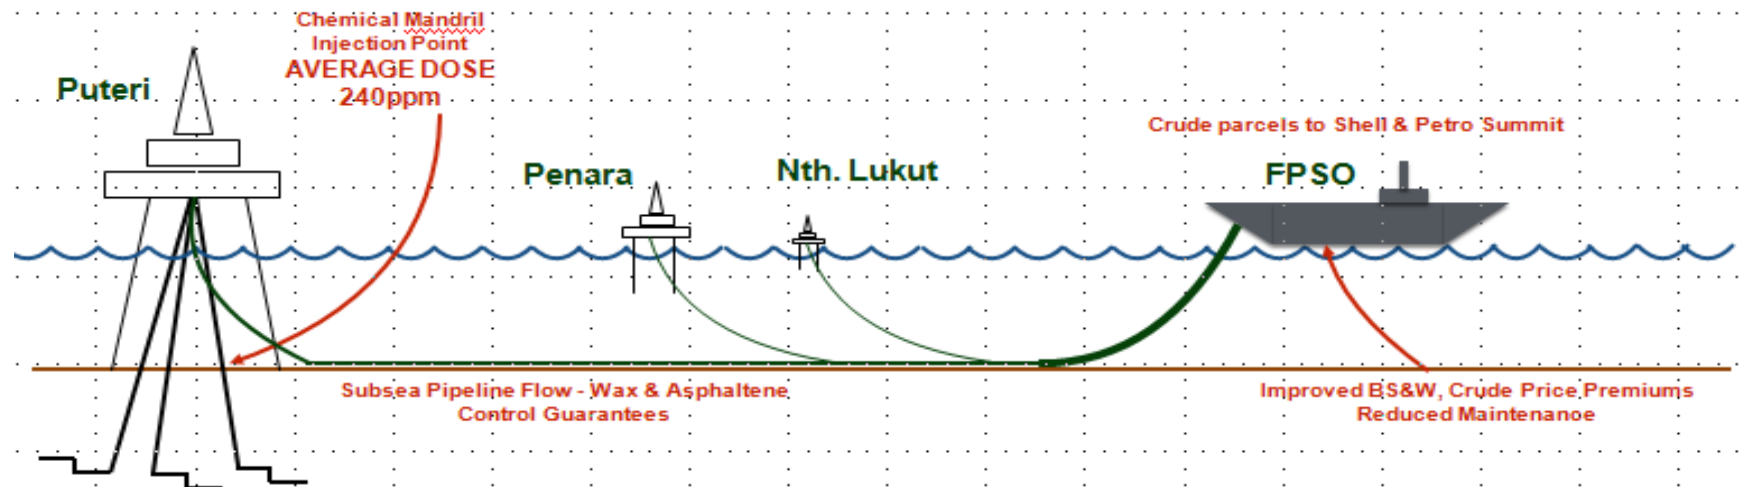 Chemical Mandril
Injection Point
AVERAGE DOSE
240ppm
Puteri
Penara
Nth. Lukut
Crude parcels to Shell & Petro Summit
FPSO
Subsea Pipeline Flow - Wax & Asphaltene
Control Guarantees
Improved BS&W, Crude Price Premiums
Reduced Maintenance